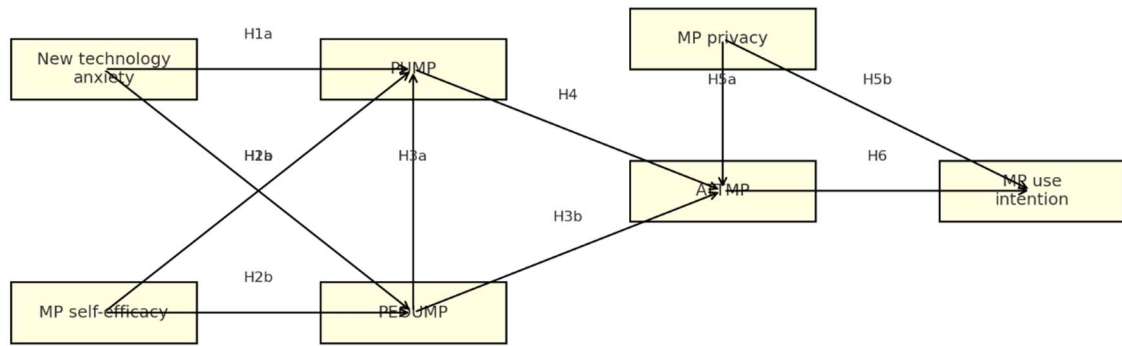 MP privacy
H1a
New technology
anxiety
PUMP
H5a
H5b
H4
H3a
H6
MP use
intention
H3b
H2b
MP self-efficacy
PEOUMP